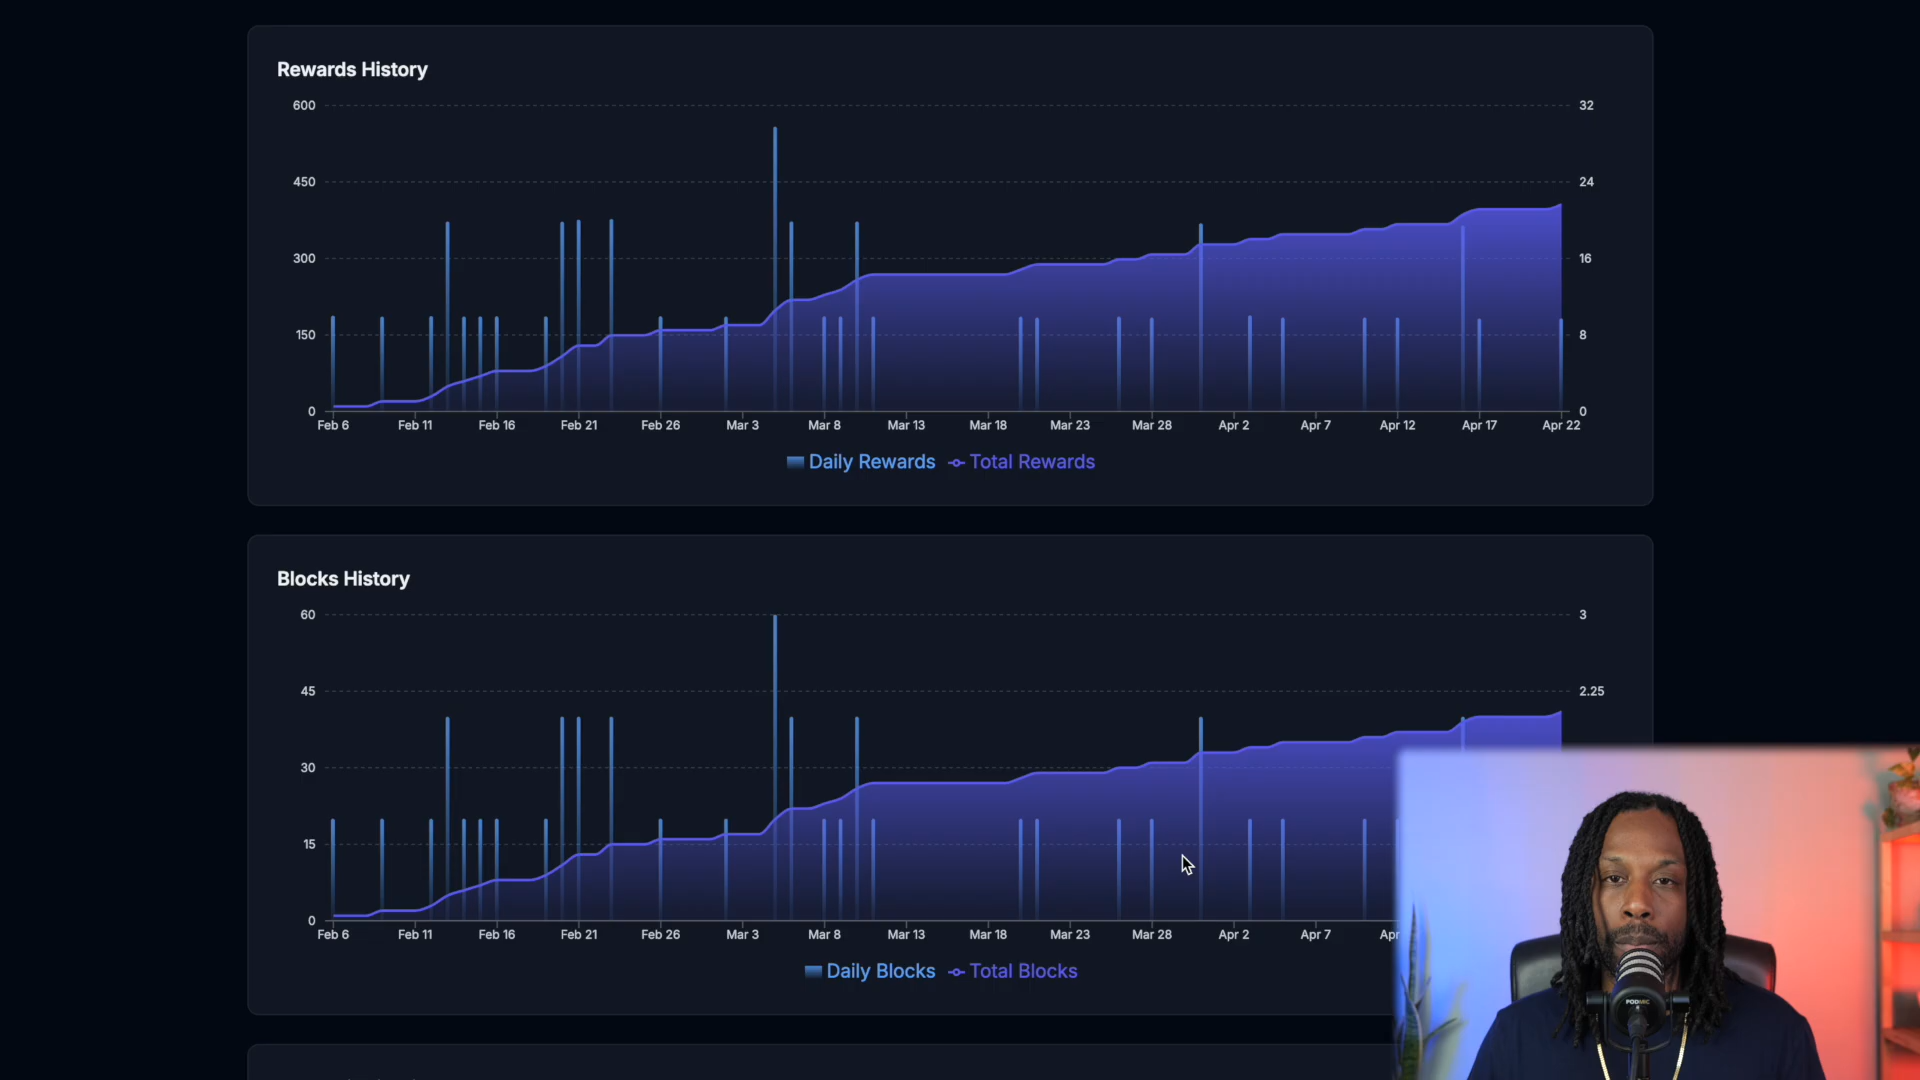 Rewards History
600 32
450 24
300 16
150 8
0 0
Feb 6 Feb 11 Feb 16 Feb 21 Feb 26 Mar 3 Mar 8 Mar 13 Mar 18 Mar 23 Mar 28 Apr 2 Apr 7 Apr 12 Apr 17 Apr 22
Daily Rewards Total Rewards
Blocks History
60 3
45 2.25
30
15
0
Feb 6 Feb 11 Feb 16 Feb 21 Feb 26 Mar 3 Mar 8 Mar 13 Mar 18 Mar 23 Mar 28 Apr 2 Apr 7 Apr
Daily Blocks Total Blocks
PODMIC